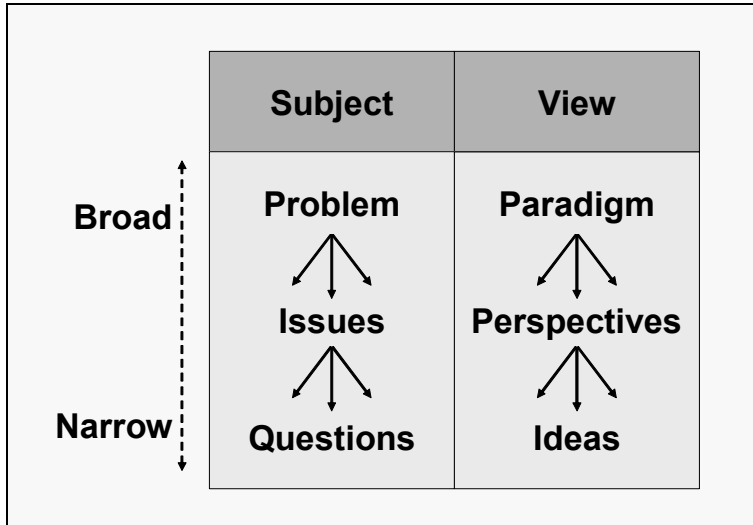 Subject View
Broad Problem Paradigm
Issues Perspectives
Narrow Questions Ideas